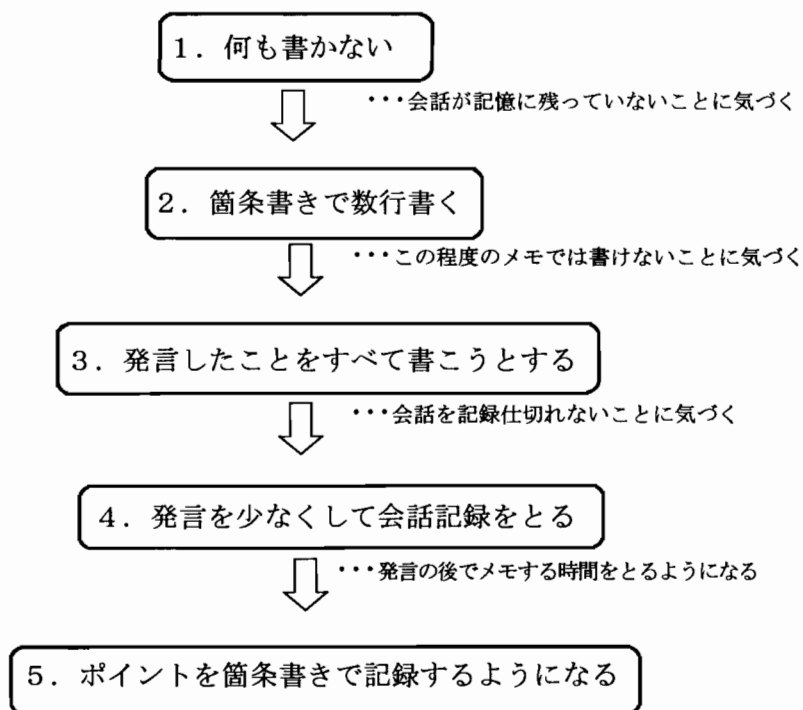 1．何も書かない
・・・会話が記憶に残っていないことに気づく
2．箇条書きで数行書く
・・・この程度のメモでは書けないことに気づく
3．発言したことをすべて書こうとする
・・・会話を記録仕切れないことに気づく
4．発言を少なくして会話記録をとる
・・・発言の後でメモする時間をとるようになる
5．ポイントを箇条書きで記録するようになる